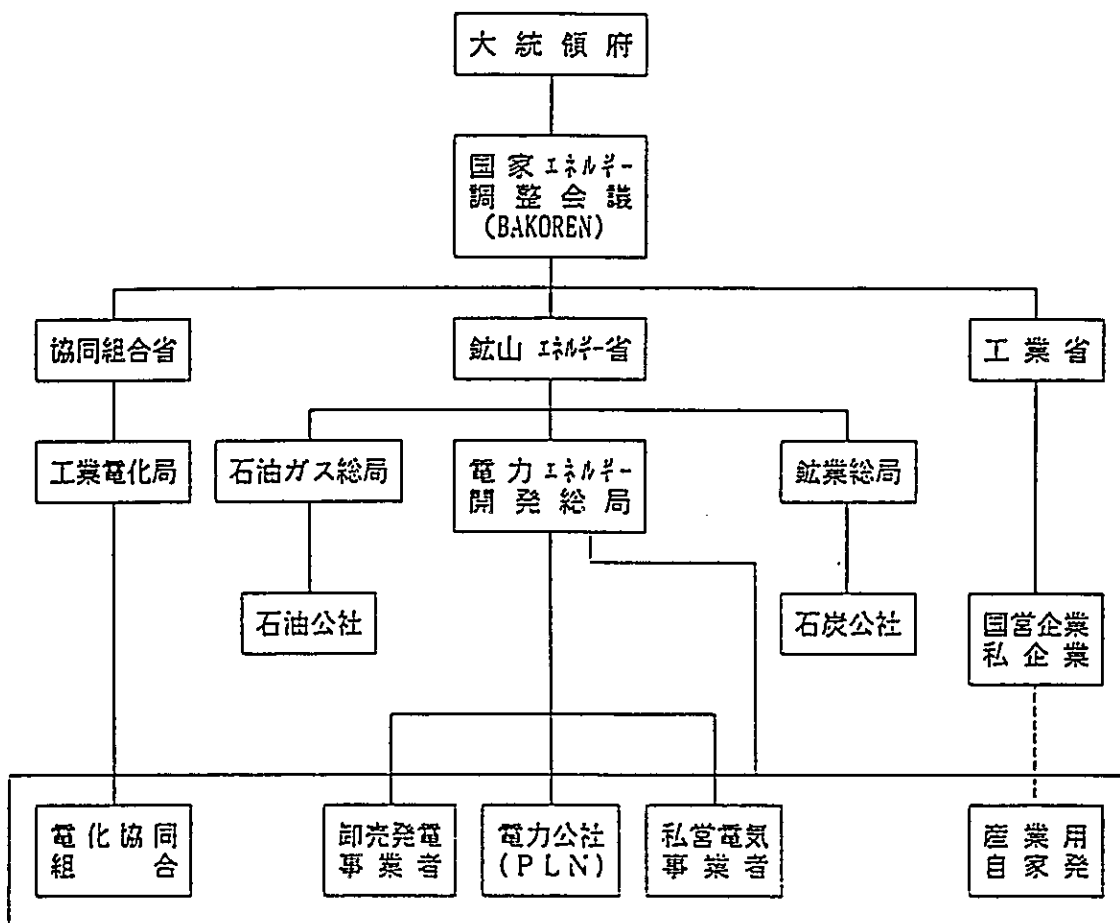 大統領府
国家エネルギー
調整会議
(BAKOREN)
協同組合省
鉱山エネルギー省
工業省
工業電化局
石油ガス総局
電力エネルギー
開発総局
鉱業総局
石油公社
石炭公社
国営企業
私企業
電化協同
組合
卸売発電
事業者
電力公社
(PLN)
私営電気
事業者
産業用
自家発